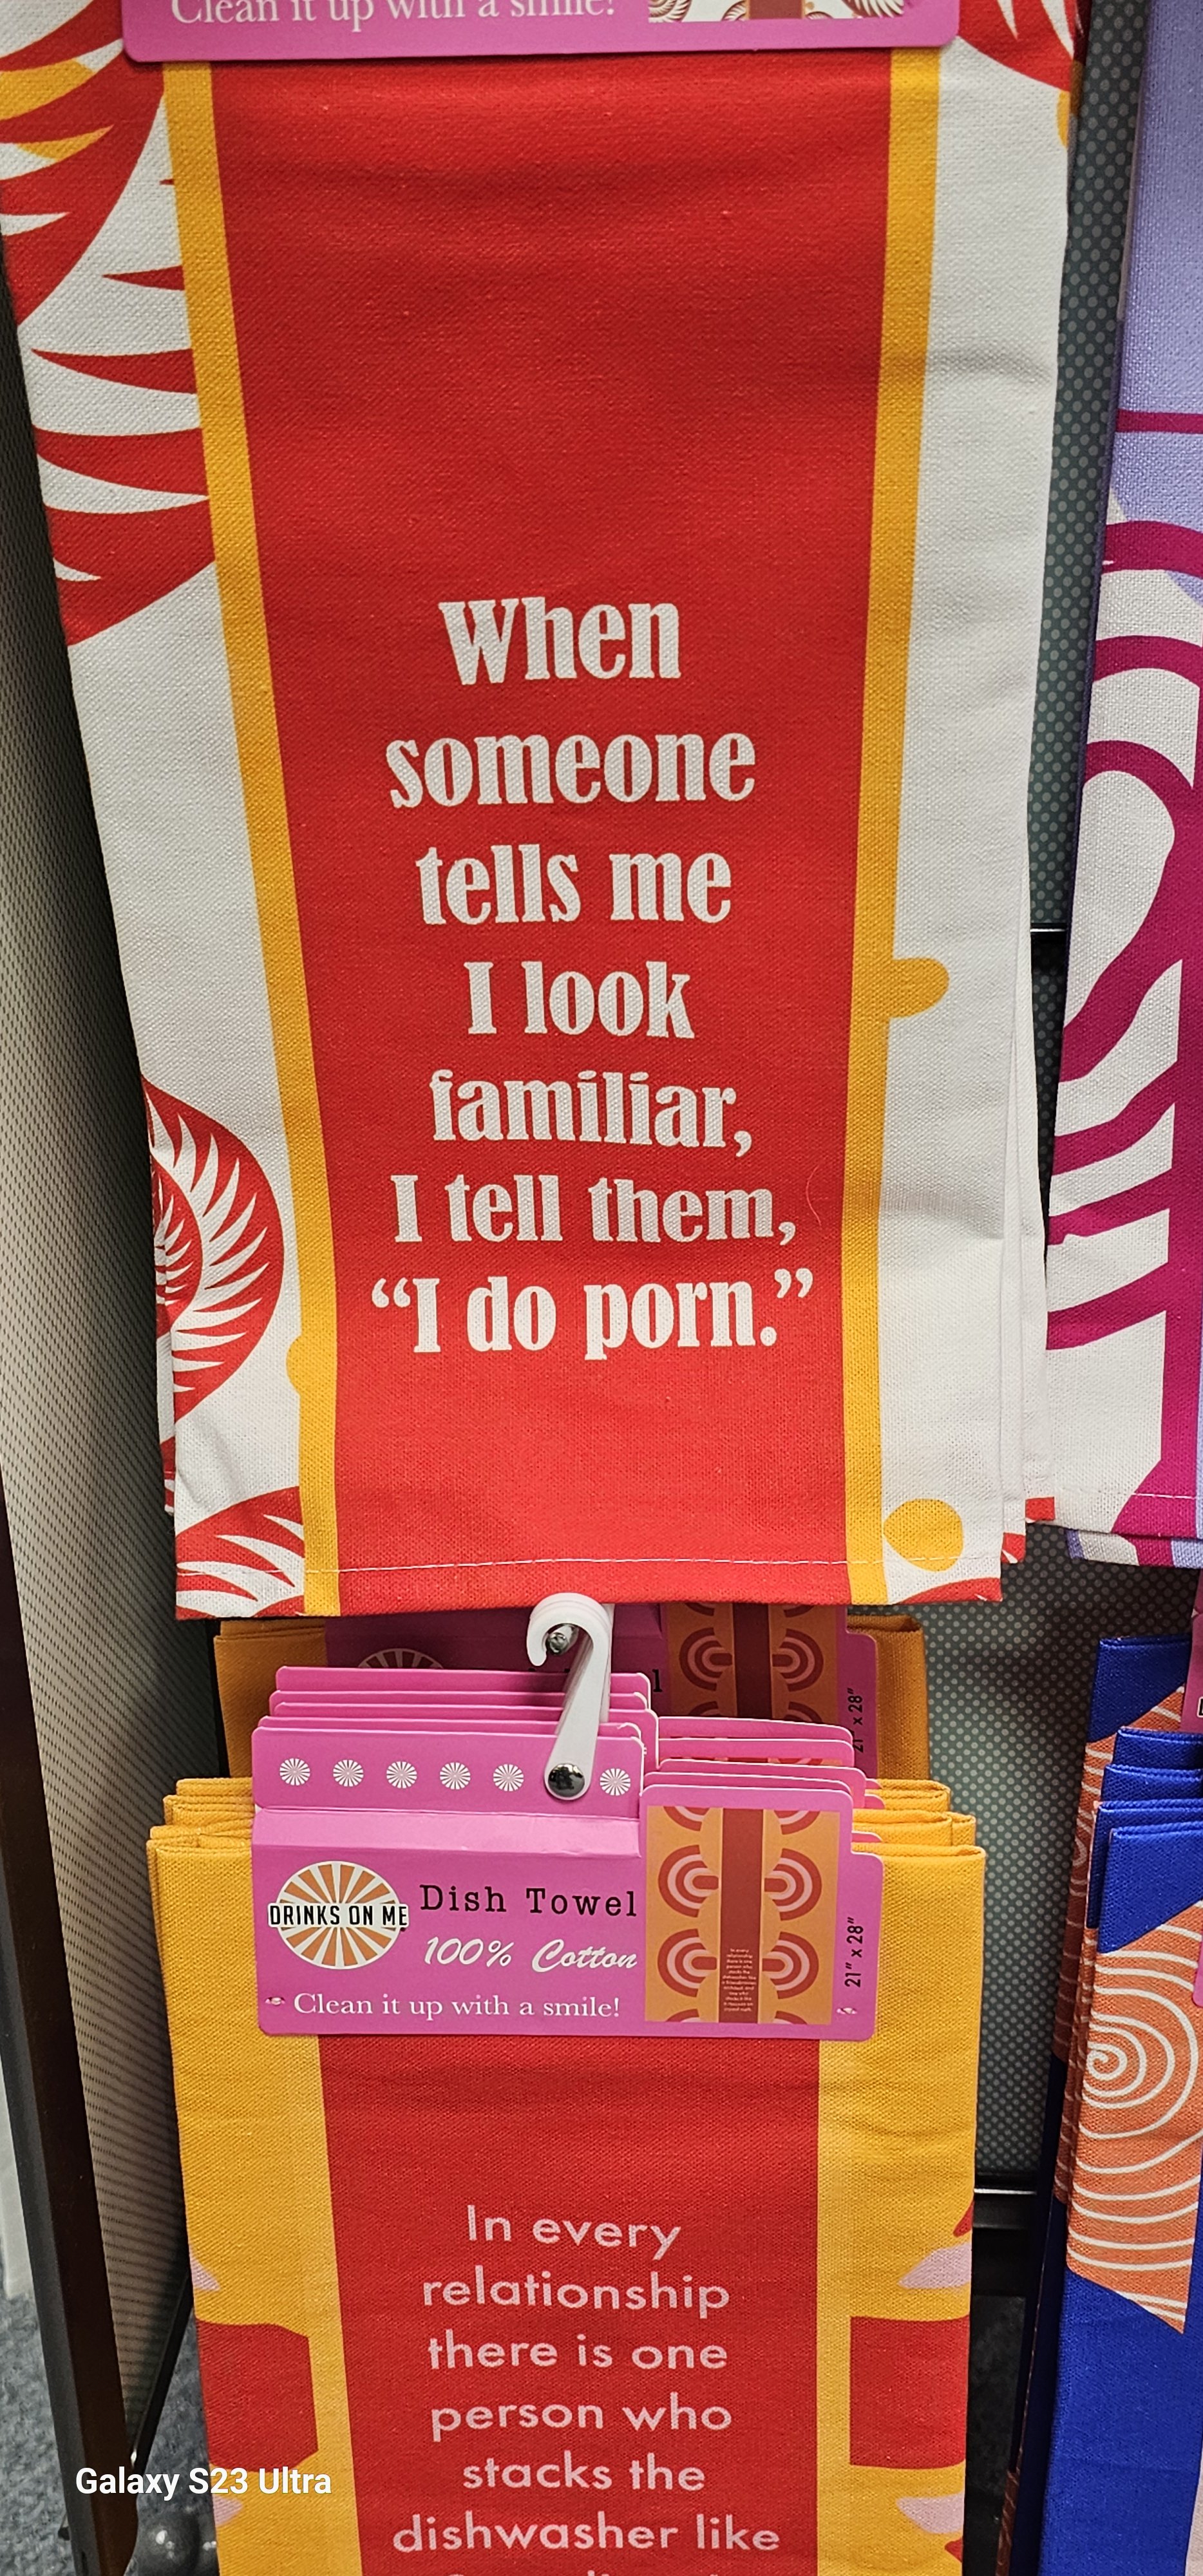 Clean it up with a smile!
When
someone
tells me
I look
familiar,
I tell them,
“I do porn.”
21" x 28"
DRINKS ON ME
Dish Towel
100% Cotton
Clean it up with a smile!
21" x 28"
In every
relationship
there is one
person who
stacks the
dishwasher like
Galaxy S23 Ultra